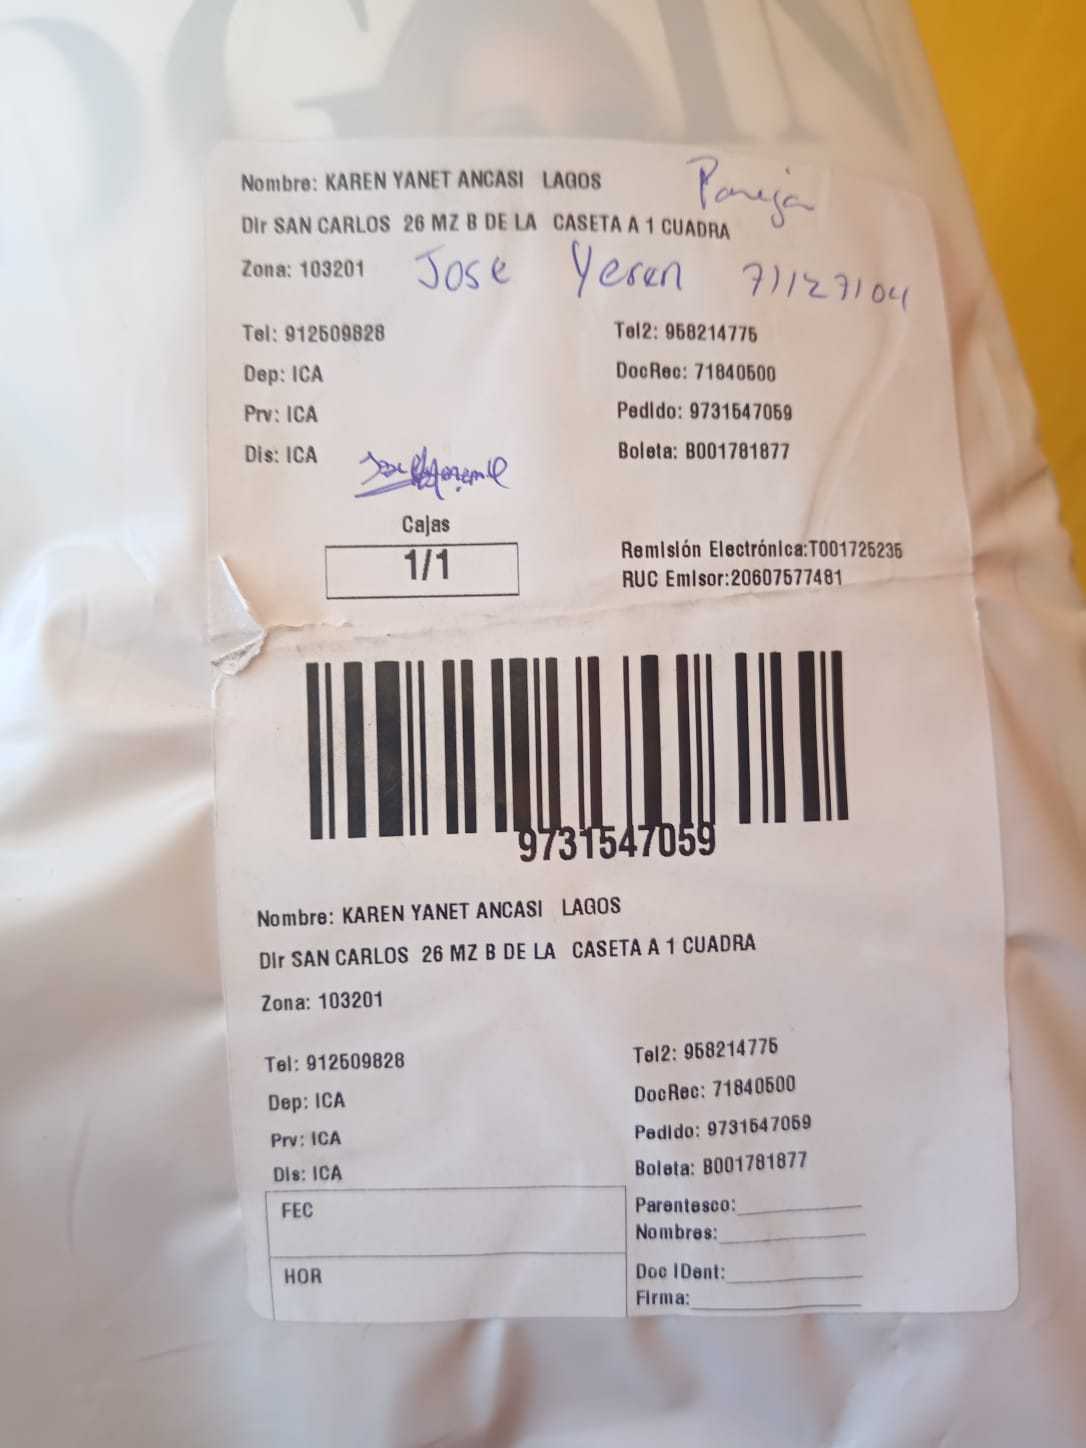 Nombre: KAREN YANET ANCASI LAGOS Pareja
Dir SAN CARLOS 26 MZ B DE LA CASETA A 1 CUADRA
Zona: 103201 Jose Yeren 71127104
Tel: 912509828 Tel2: 958214775
Dep: ICA DocRec: 71840500
Prv: ICA Pedido: 9731547059
Dis: ICA Boleta: B001781877
Cajas
1/1
Remisión Electrónica:T001725235
RUC Emisor:20607577481
9731547059
Nombre: KAREN YANET ANCASI LAGOS
Dir SAN CARLOS 26 MZ B DE LA CASETA A 1 CUADRA
Zona: 103201
Tel: 912509828 Tel2: 958214775
Dep: ICA DocRec: 71840500
Prv: ICA Pedido: 9731547059
Dis: ICA Boleta: B001781877
FEC Parentesco:
Nombres:
HOR Doc IDent:
Firma: